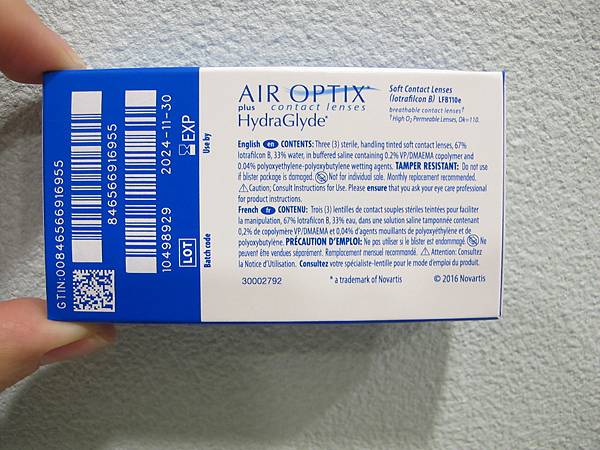 GTIN:00846566916955
846566916955
10498929 2024-11-30
LOT EXP
Batch code Use by
AIR OPTIX*
plus contact lenses
HydraGlyde*
Soft Contact Lenses
(lotrafilcon B) LFB110e
breathable contact lenses†
† High O₂ Permeable Lenses, Dk=110.
English en CONTENTS: Three (3) sterile, handling tinted soft contact lenses, 67%
lotrafilcon B, 33% water, in buffered saline containing 0.2% VP/DMAEMA copolymer and
0.04% polyoxyethylene-polyoxybutylene wetting agents. TAMPER RESISTANT: Do not use
if blister package is damaged. Not for individual sale. Monthly replacement recommended.
Caution; Consult Instructions for Use. Please ensure that you ask your eye care professional
for product instructions.
French fr CONTENU: Trois (3) lentilles de contact souples stériles teintées pour faciliter
la manipulation, 67% lotrafilcon B, 33% eau, dans une solution saline tamponnée contenant
0,2% de copolymère VP/DMAEMA et 0,04% d'agents mouillants de polyoxyéthylène et de
polyoxybutylene. PRÉCAUTION D'EMPLOI: Ne pas utiliser si le blister est endommagé. Ne
peuvent être vendues séparément. Remplacement mensuel recommandé. Attention: Consultez
la Notice d'Utilisation. Consultez votre spécialiste-lentille pour le mode d'emploi du produit.
30002792 * a trademark of Novartis © 2016 Novartis